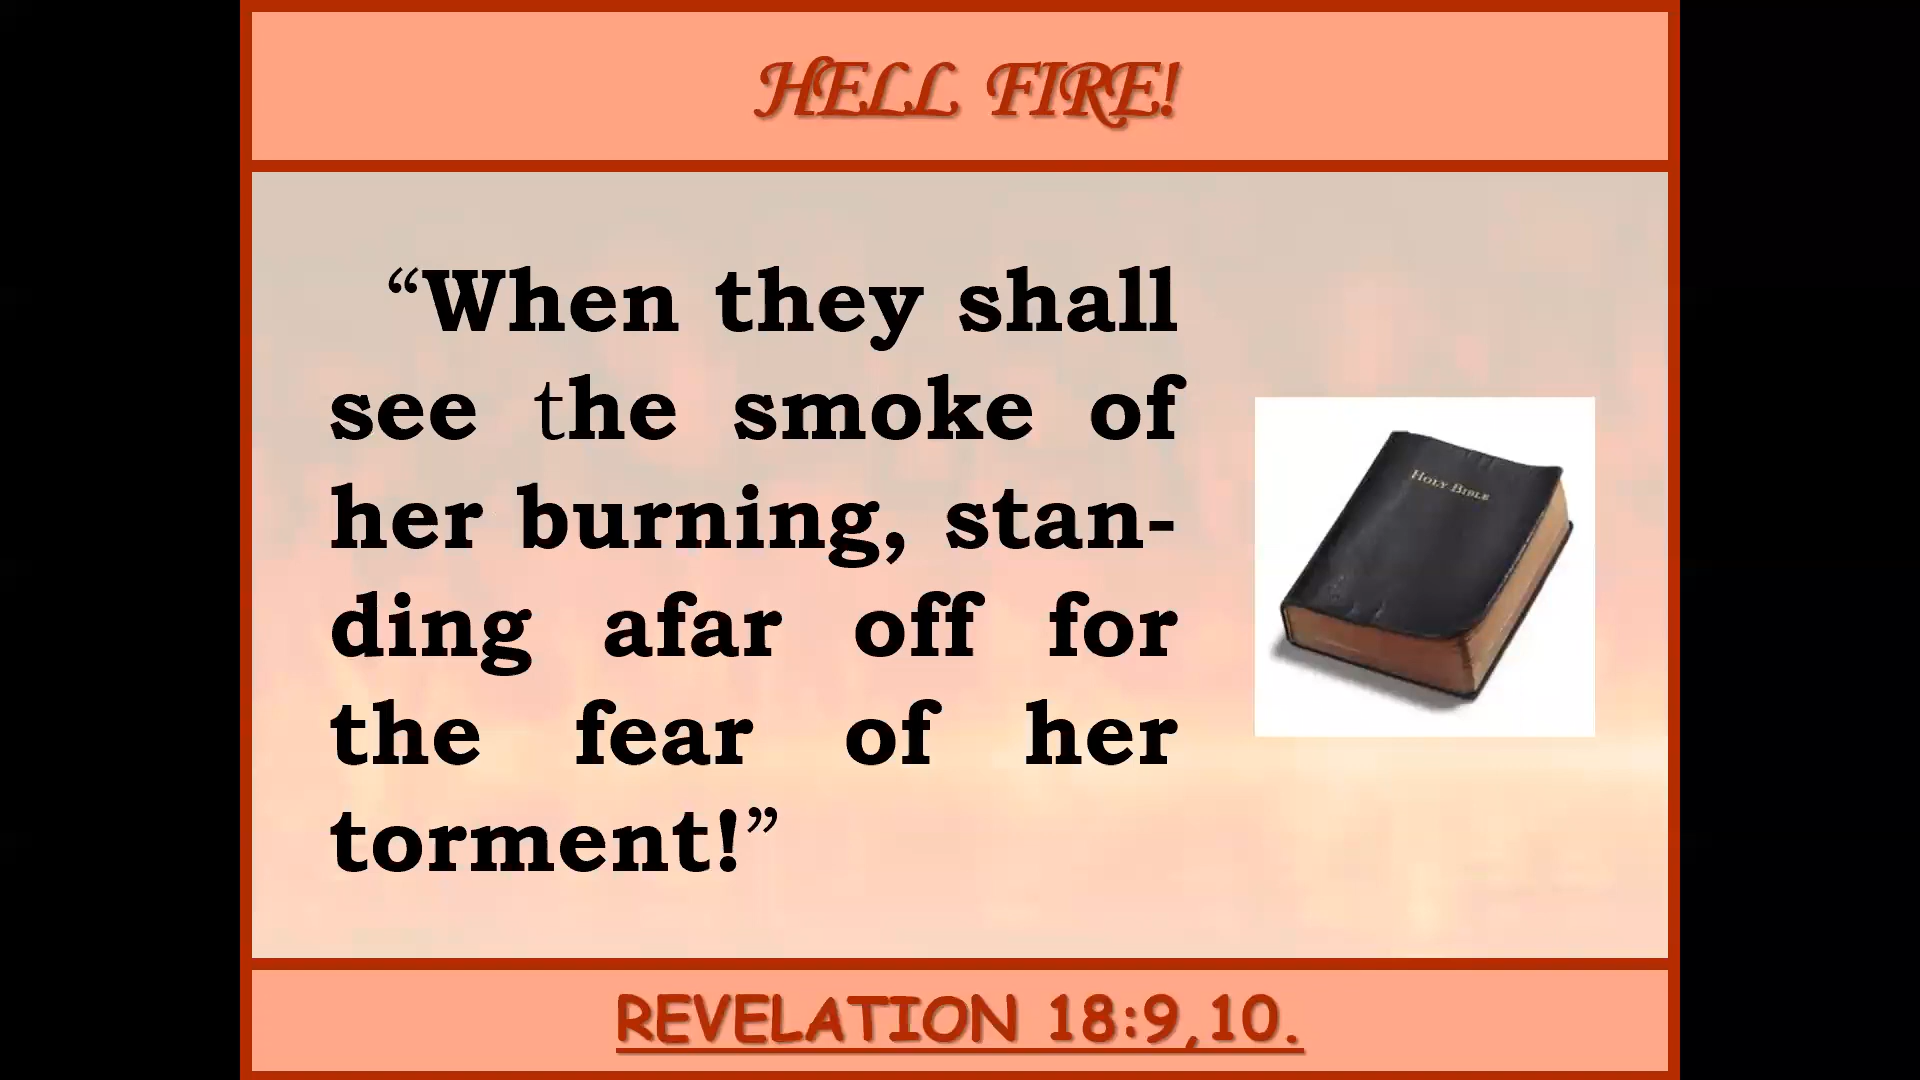 HELL FIRE!
“When they shall
see the smoke of
her burning, stan-
ding afar off for
the fear of her
torment!”
HOLY BIBLE
REVELATION 18:9,10.